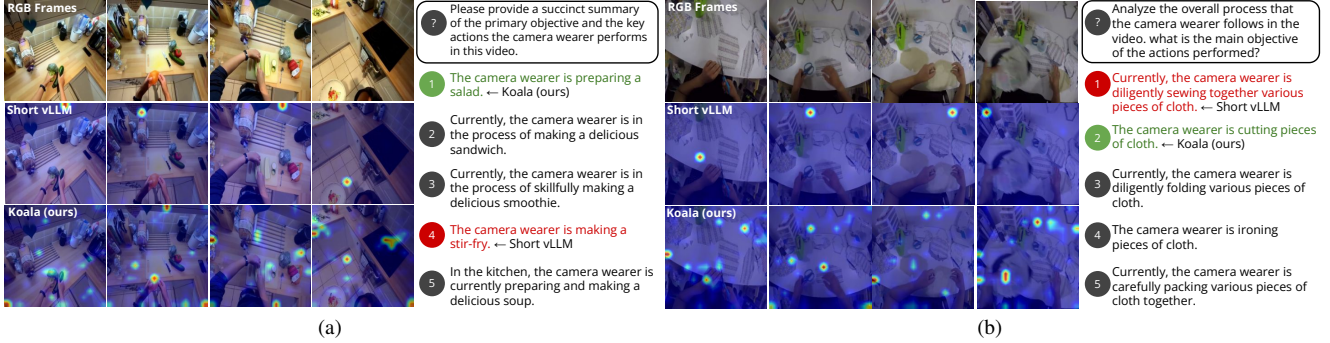 RGB Frames
Short vLLM
Koala (ours)
?
Please provide a succinct summary
of the primary objective and the key
actions the camera wearer performs
in this video.
1
The camera wearer is preparing a
salad. ← Koala (ours)
2
Currently, the camera wearer is in
the process of making a delicious
sandwich.
3
Currently, the camera wearer is in
the process of skillfully making a
delicious smoothie.
4
The camera wearer is making a
stir-fry. ← Short vLLM
5
In the kitchen, the camera wearer is
currently preparing and making a
delicious soup.
(a)
RGB Frames
Short vLLM
Koala (ours)
?
Analyze the overall process that
the camera wearer follows in the
video. what is the main objective
of the actions performed?
1
Currently, the camera wearer is
diligently sewing together various
pieces of cloth. ← Short vLLM
2
The camera wearer is cutting pieces
of cloth. ← Koala (ours)
3
Currently, the camera wearer is
diligently folding various pieces of
cloth.
4
The camera wearer is ironing
pieces of cloth.
5
Currently, the camera wearer is
carefully packing various pieces of
cloth together.
(b)